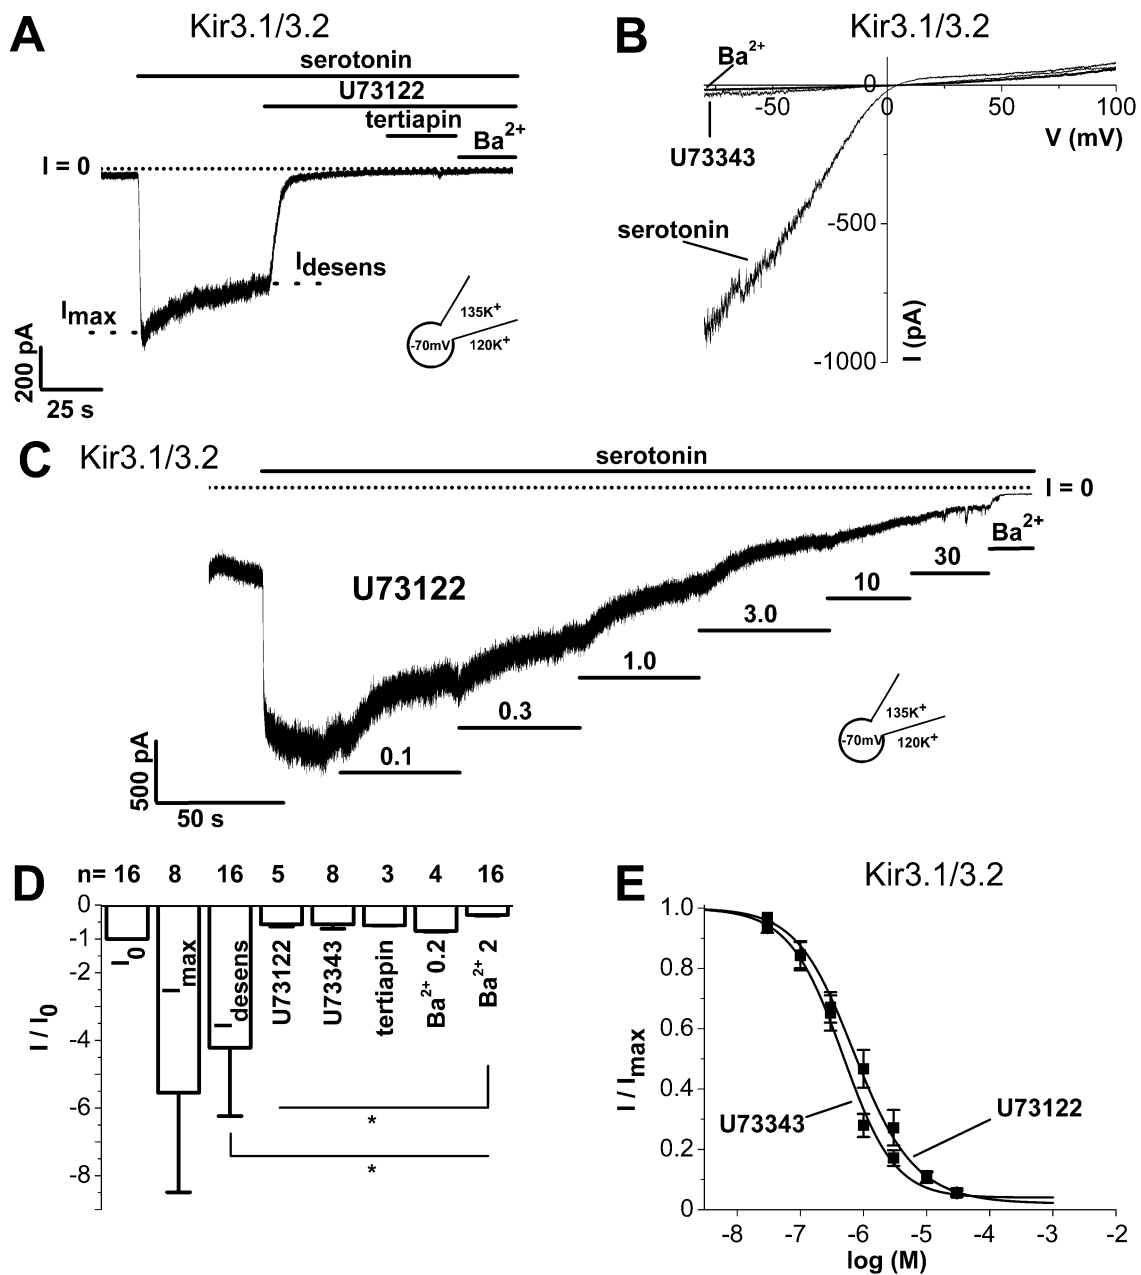 A
Kir3.1/3.2
serotonin
U73122
tertiapin
Ba2+
I = 0
Idesens
Imax
135K+
-70mV
120K+
200 pA
25 s
B
Kir3.1/3.2
Ba2+
0
-50
0
50
100
V (mV)
U73343
serotonin
-500
-1000
I (pA)
C
Kir3.1/3.2
serotonin
I = 0
Ba2+
U73122
30
10
3.0
1.0
0.3
0.1
135K+
-70mV
120K+
500 pA
50 s
D
n= 16 8 16 5 8 3 4 16
0
-1
-2
-4
-6
-8
I / I0
I0
Imax
Idesens
U73122
U73343
tertiapin
Ba2+ 0.2
Ba2+ 2
*
*
E
Kir3.1/3.2
1.0
0.8
0.6
0.4
0.2
0
I / Imax
U73343
U73122
-8 -7 -6 -5 -4 -3 -2
log (M)